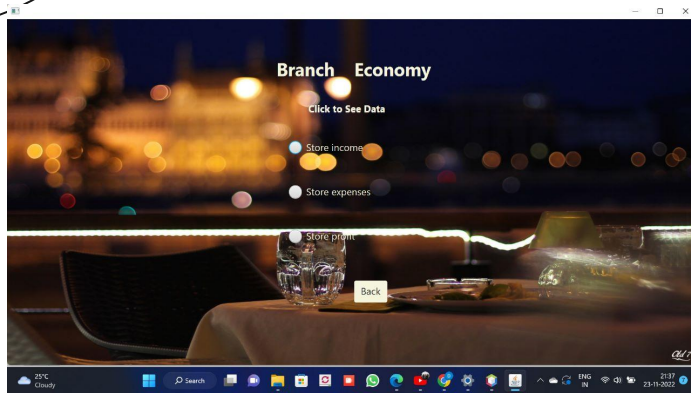 Branch Economy
Click to See Data
Store income
Store expenses
Store profit
Back
25°C
Cloudy
Search
ENG
IN
21:37
23-11-2022